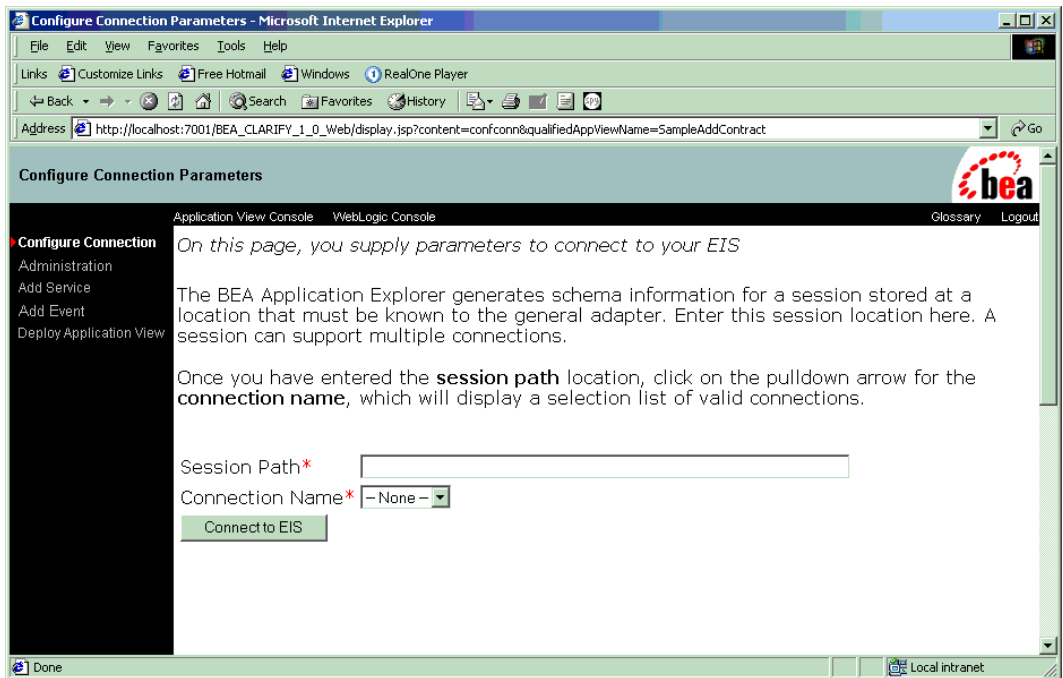 Configure Connection Parameters - Microsoft Internet Explorer
File Edit View Favorites Tools Help
Links Customize Links Free Hotmail Windows RealOne Player
Back Search Favorites History
Address http://localhost:7001/BEA_CLARIFY_1_0_Web/display.jsp?content=confconn&qualifiedAppViewName=SampleAddContract Go
Configure Connection Parameters
bea
Application View Console WebLogic Console Glossary Logout
Configure Connection
Administration
Add Service
Add Event
Deploy Application View
On this page, you supply parameters to connect to your EIS
The BEA Application Explorer generates schema information for a session stored at a
location that must be known to the general adapter. Enter this session location here. A
session can support multiple connections.
Once you have entered the session path location, click on the pulldown arrow for the
connection name, which will display a selection list of valid connections.
Session Path*
Connection Name* – None –
Connect to EIS
Done Local intranet